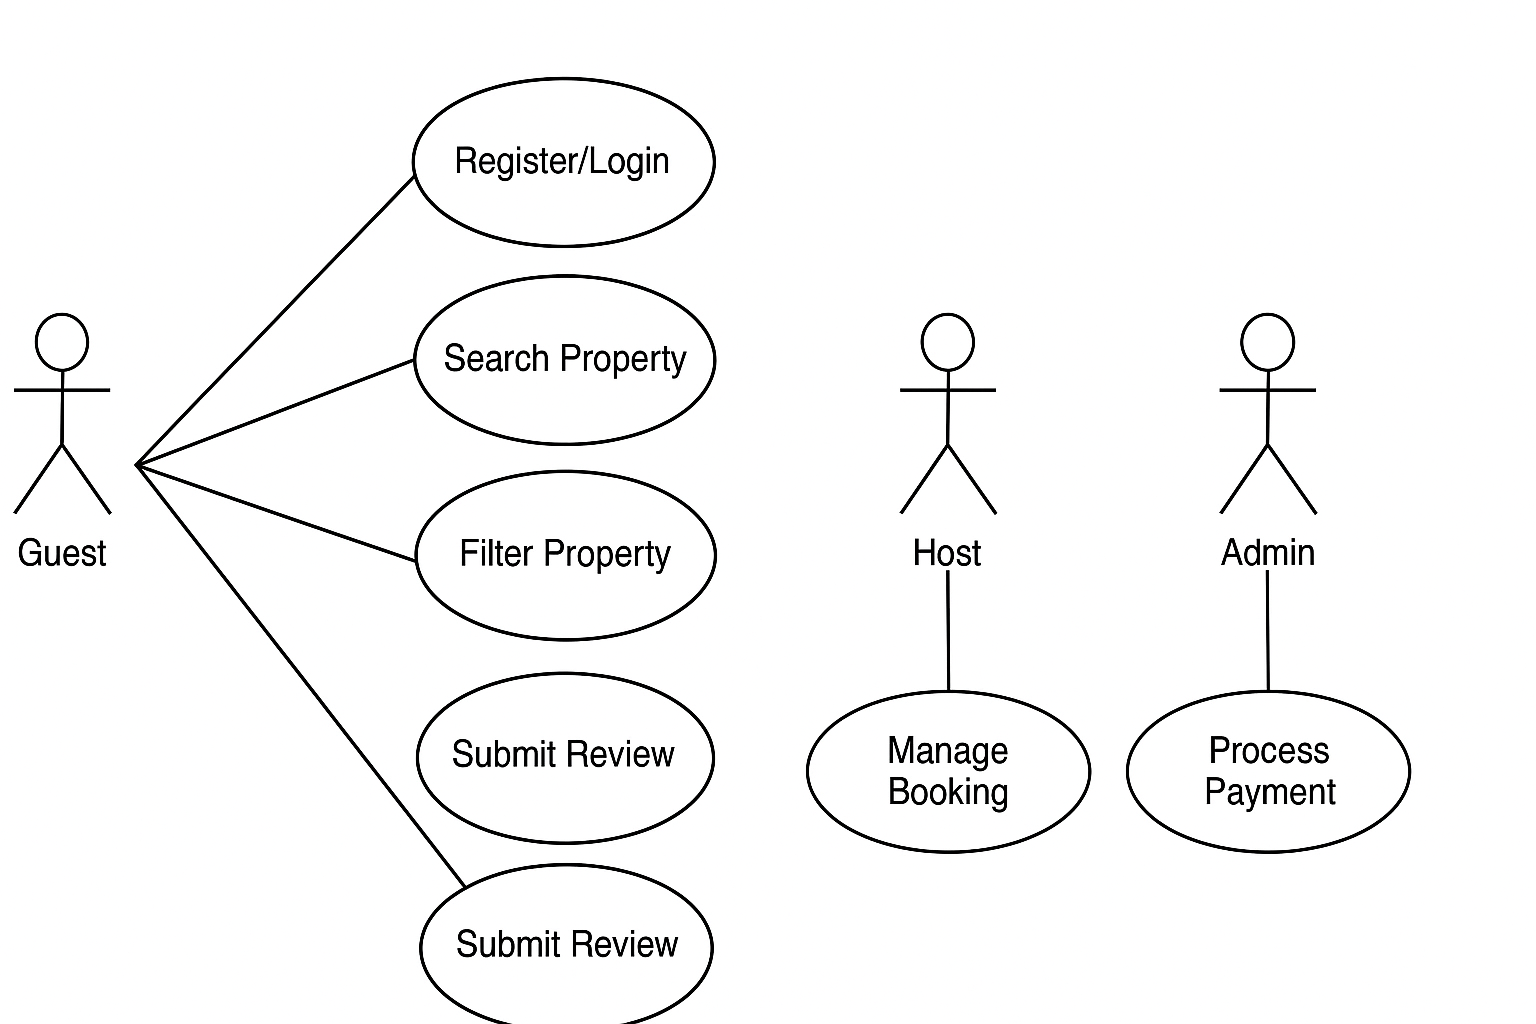 Register/Login
Search Property
Filter Property
Submit Review
Submit Review
Guest
Host
Admin
Manage
Booking
Process
Payment